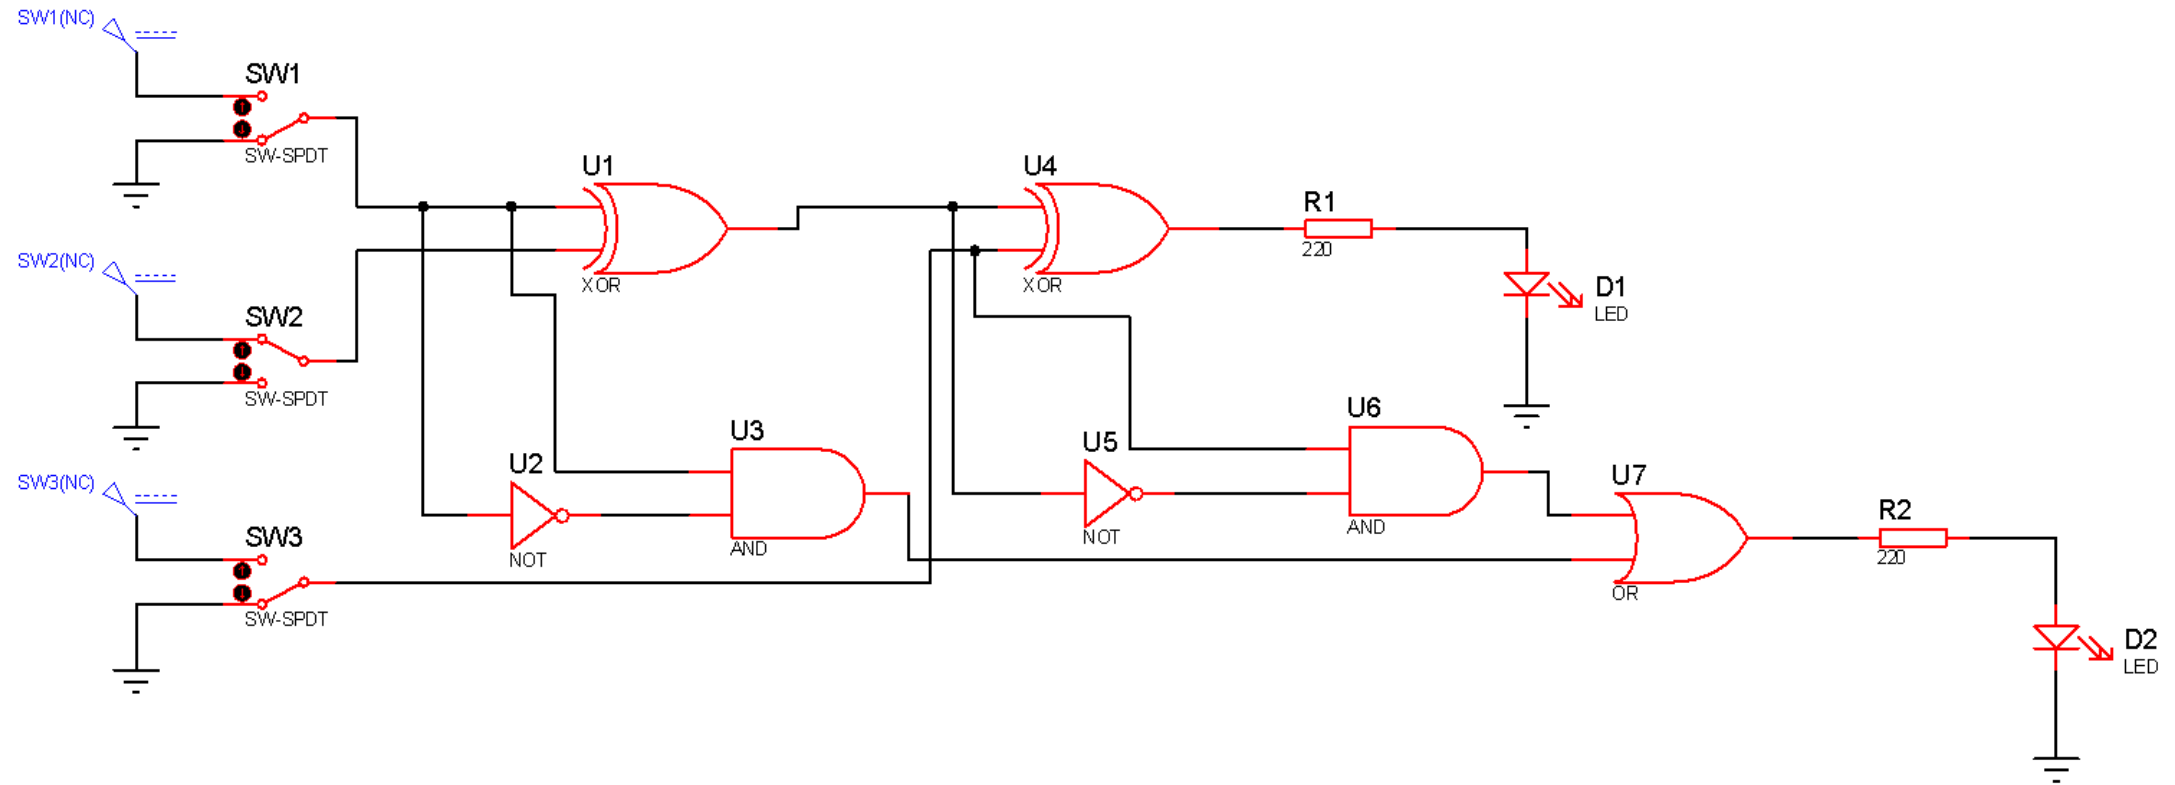 SW1(NC)
SW1
SW-SPDT
U1
XOR
U4
XOR
R1
220
D1
LED
SW2(NC)
SW2
SW-SPDT
U3
AND
U2
NOT
U6
AND
U5
NOT
U7
OR
R2
220
D2
LED
SW3(NC)
SW3
SW-SPDT